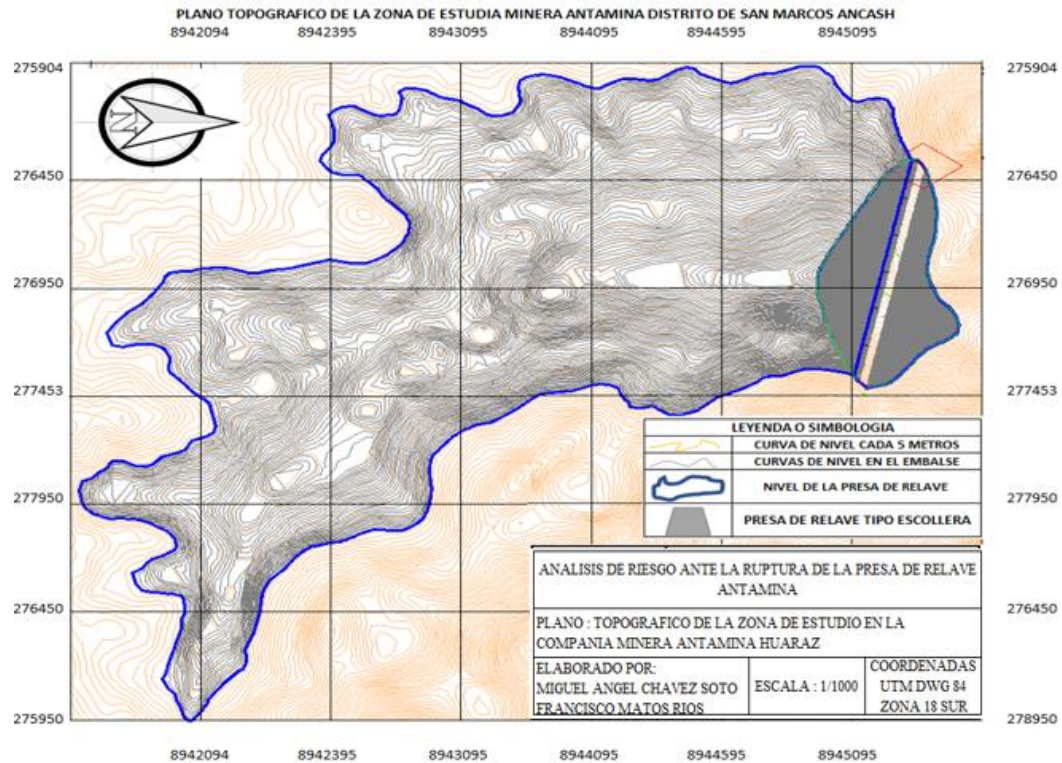 PLANO TOPOGRAFICO DE LA ZONA DE ESTUDIA MINERA ANTAMINA DISTRITO DE SAN MARCOS ANCASH
8942094 8942395 8943095 8944095 8944595 8945095
275904 275904
N
276450 276450
276950 276950
277453 277453
LEYENDA O SIMBOLOGIA
CURVA DE NIVEL CADA 5 METROS
CURVAS DE NIVEL EN EL EMBALSE
NIVEL DE LA PRESA DE RELAVE
277950 277950
PRESA DE RELAVE TIPO ESCOLLERA
ANALISIS DE RIESGO ANTE LA RUPTURA DE LA PRESA DE RELAVE
ANTAMINA
276450 276450
PLANO : TOPOGRAFICO DE LA ZONA DE ESTUDIO EN LA
COMPANIA MINERA ANTAMINA HUARAZ
ELABORADO POR:
MIGUEL ANGEL CHAVEZ SOTO
FRANCISCO MATOS RIOS
ESCALA : 1/1000
COORDENADAS
UTM DWG 84
ZONA 18 SUR
275950 278950
8942094 8942395 8943095 8944095 8944595 8945095